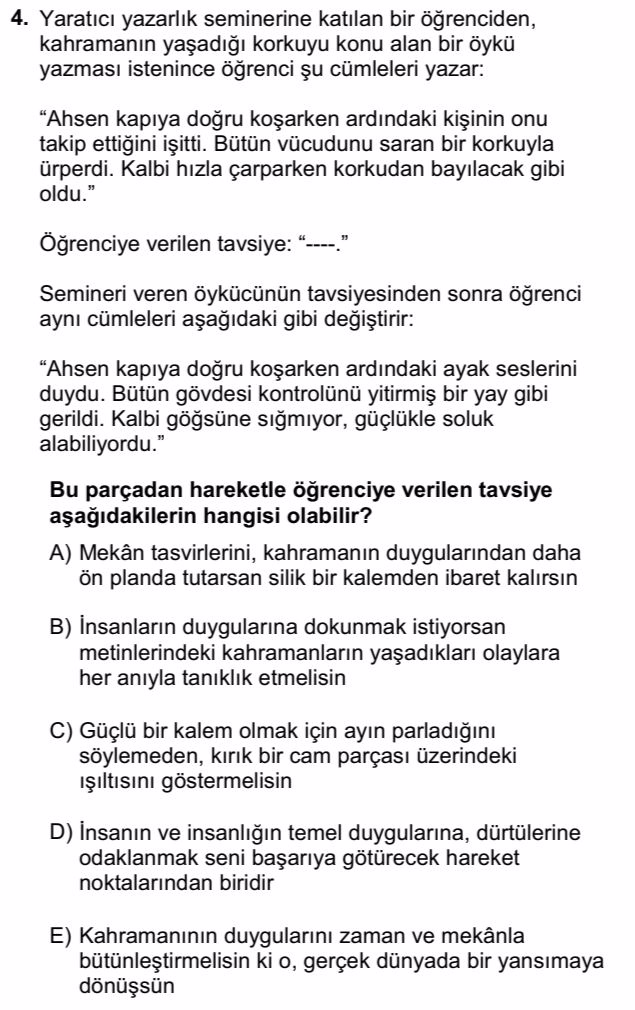 4. Yaratıcı yazarlık seminerine katılan bir öğrenciden,
kahramanın yaşadığı korkuyu konu alan bir öykü
yazması istenince öğrenci şu cümleleri yazar:
“Ahsen kapıya doğru koşarken ardındaki kişinin onu
takip ettiğini işitti. Bütün vücudunu saran bir korkuyla
ürperdi. Kalbi hızla çarparken korkudan bayılacak gibi
oldu.”
Öğrenciye verilen tavsiye: “----.”
Semineri veren öykücünün tavsiyesinden sonra öğrenci
aynı cümleleri aşağıdaki gibi değiştirir:
“Ahsen kapıya doğru koşarken ardındaki ayak seslerini
duydu. Bütün gövdesi kontrolünü yitirmiş bir yay gibi
gerildi. Kalbi göğsüne sığmıyor, güçlükle soluk
alabiliyordu.”
Bu parçadan hareketle öğrenciye verilen tavsiye
aşağıdakilerin hangisi olabilir?
A) Mekân tasvirlerini, kahramanın duygularından daha
ön planda tutarsan silik bir kalemden ibaret kalırsın
B) İnsanların duygularına dokunmak istiyorsan
metinlerindeki kahramanların yaşadıkları olaylara
her anıyla tanıklık etmelisin
C) Güçlü bir kalem olmak için ayın parladığını
söylemeden, kırık bir cam parçası üzerindeki
ışıltısını göstermelisin
D) İnsanın ve insanlığın temel duygularına, dürtülerine
odaklanmak seni başarıya götürecek hareket
noktalarından biridir
E) Kahramanının duygularını zaman ve mekânla
bütünleştirmelisin ki o, gerçek dünyada bir yansımaya
dönüşsün